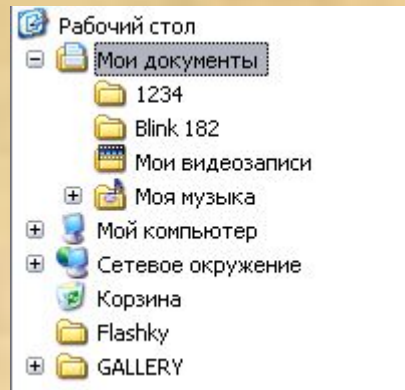 Рабочий стол
Мои документы
1234
Blink 182
Мои видеозаписи
Моя музыка
Мой компьютер
Сетевое окружение
Корзина
Flashky
GALLERY